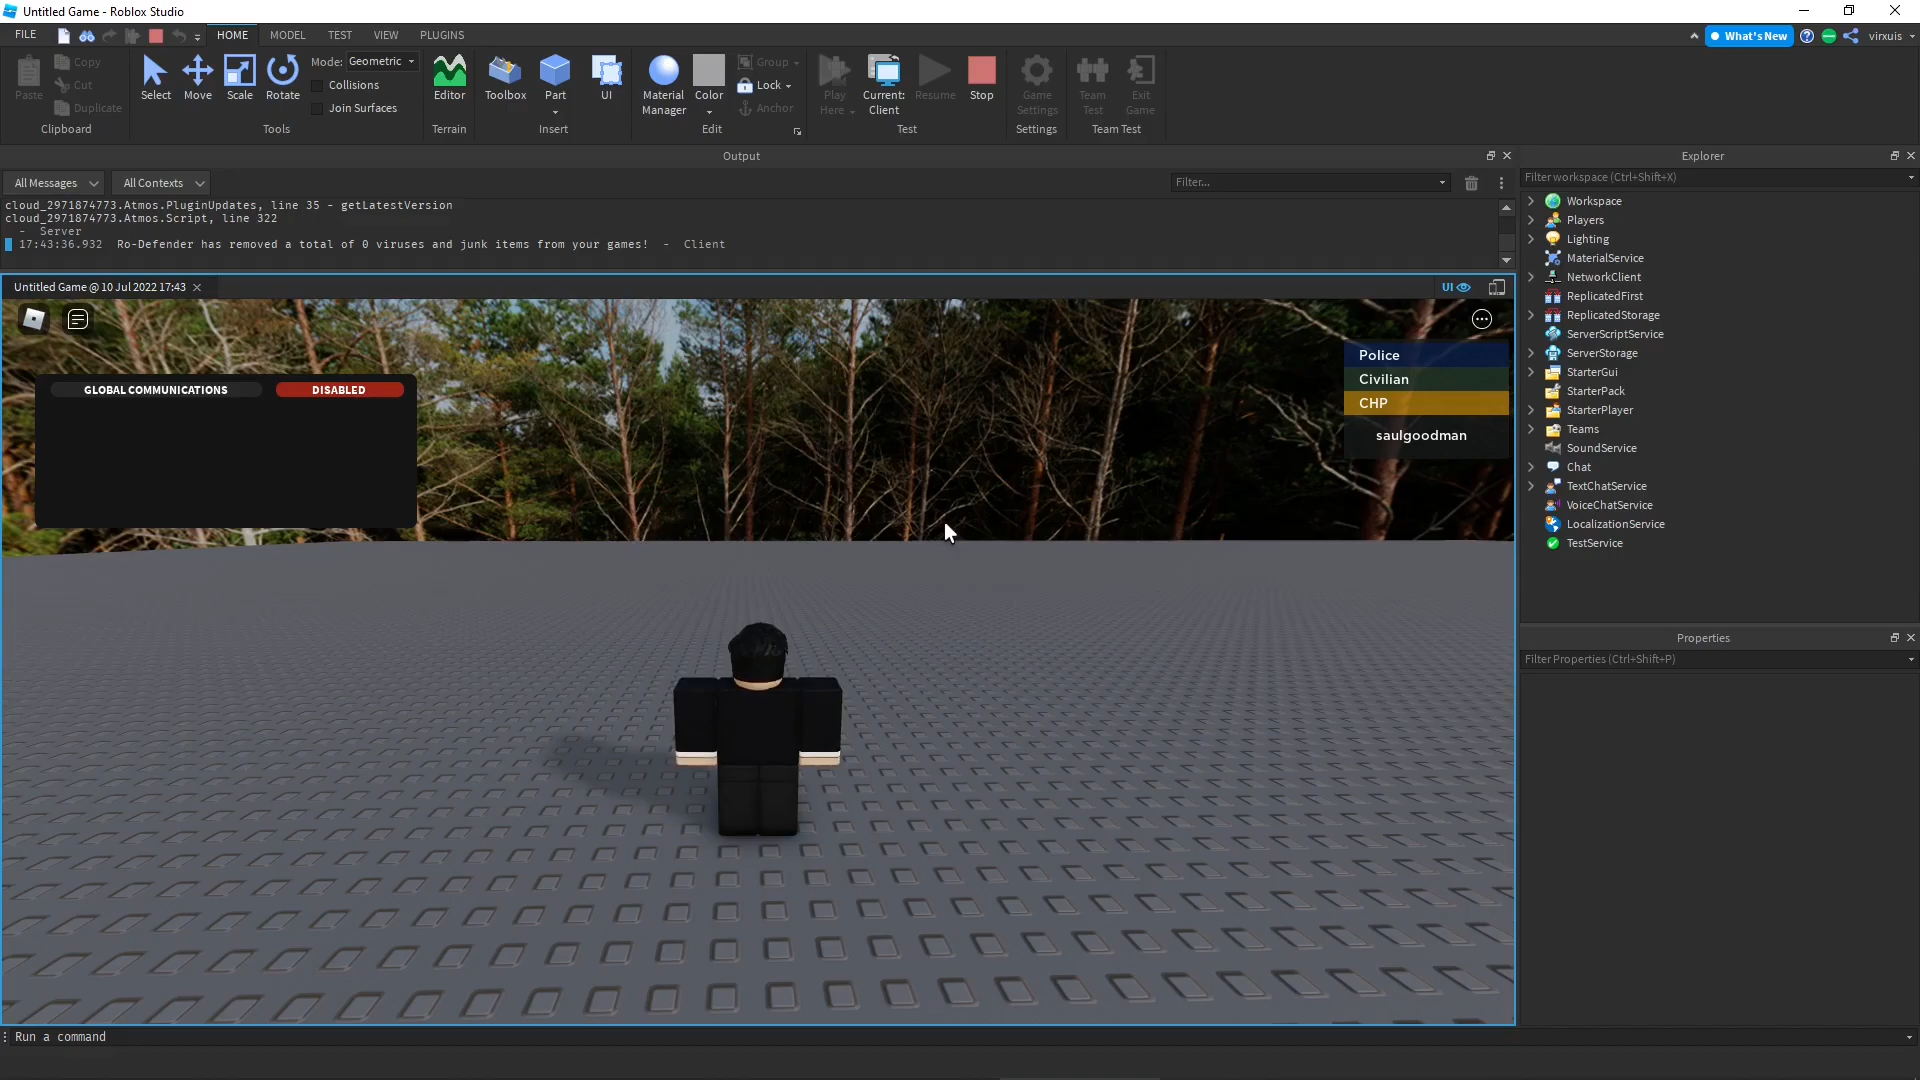 Untitled Game - Roblox Studio
FILE
HOME
MODEL
TEST
VIEW
PLUGINS
What's New
virxuis
Paste
Copy
Cut
Duplicate
Clipboard
Select
Move
Scale
Rotate
Mode: Geometric
Collisions
Join Surfaces
Tools
Editor
Terrain
Toolbox
Part
UI
Insert
Material
Manager
Color
Group
Lock
Anchor
Edit
Play
Here
Current:
Client
Resume
Stop
Test
Game
Settings
Settings
Team
Test
Exit
Game
Team Test
Output
All Messages
All Contexts
Filter...
cloud_2971874773.Atmos.PluginUpdates, line 35 - getLatestVersion
cloud_2971874773.Atmos.Script, line 322
- Server
17:43:36.932 Ro-Defender has removed a total of 0 viruses and junk items from your games! - Client
Untitled Game @ 10 Jul 2022 17:43
UI
GLOBAL COMMUNICATIONS
DISABLED
Police
Civilian
CHP
saulgoodman
Explorer
Filter workspace (Ctrl+Shift+X)
Workspace
Players
Lighting
MaterialService
NetworkClient
ReplicatedFirst
ReplicatedStorage
ServerScriptService
ServerStorage
StarterGui
StarterPack
StarterPlayer
Teams
SoundService
Chat
TextChatService
VoiceChatService
LocalizationService
TestService
Properties
Filter Properties (Ctrl+Shift+P)
Run a command